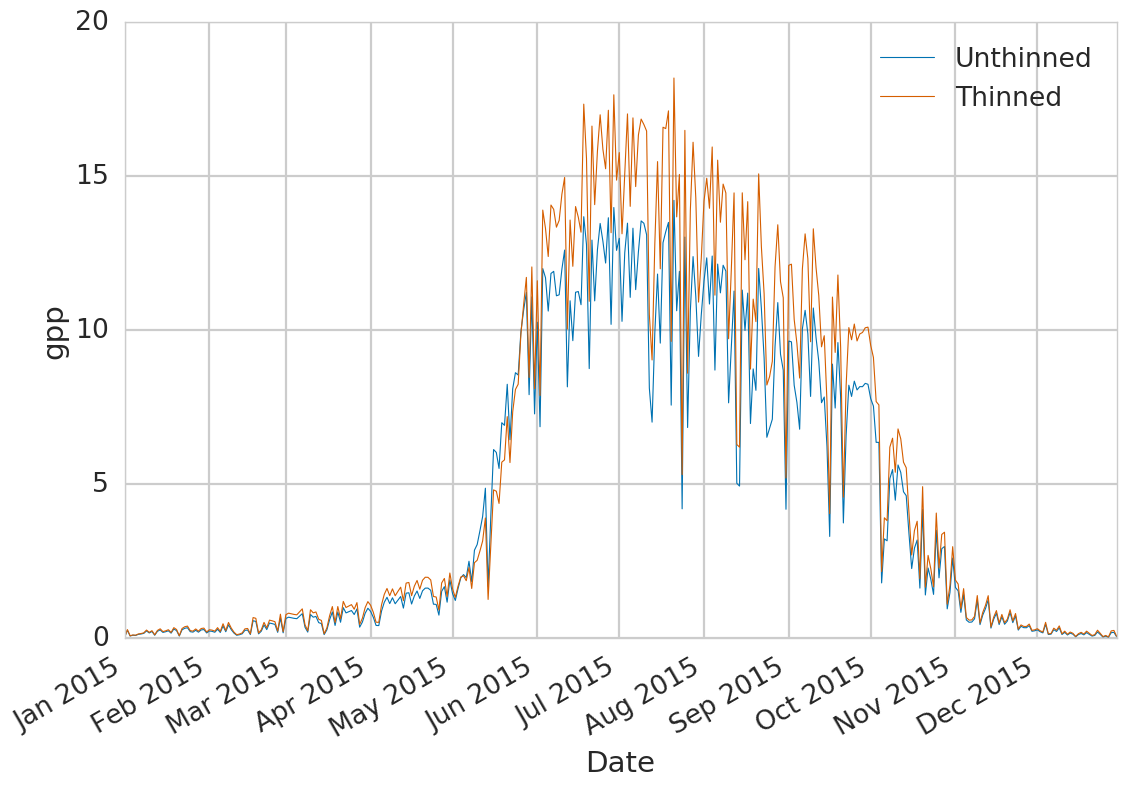 20
15
10
5
0
gpp
Unthinned
Thinned
Jan 2015
Feb 2015
Mar 2015
Apr 2015
May 2015
Jun 2015
Jul 2015
Aug 2015
Sep 2015
Oct 2015
Nov 2015
Dec 2015
Date